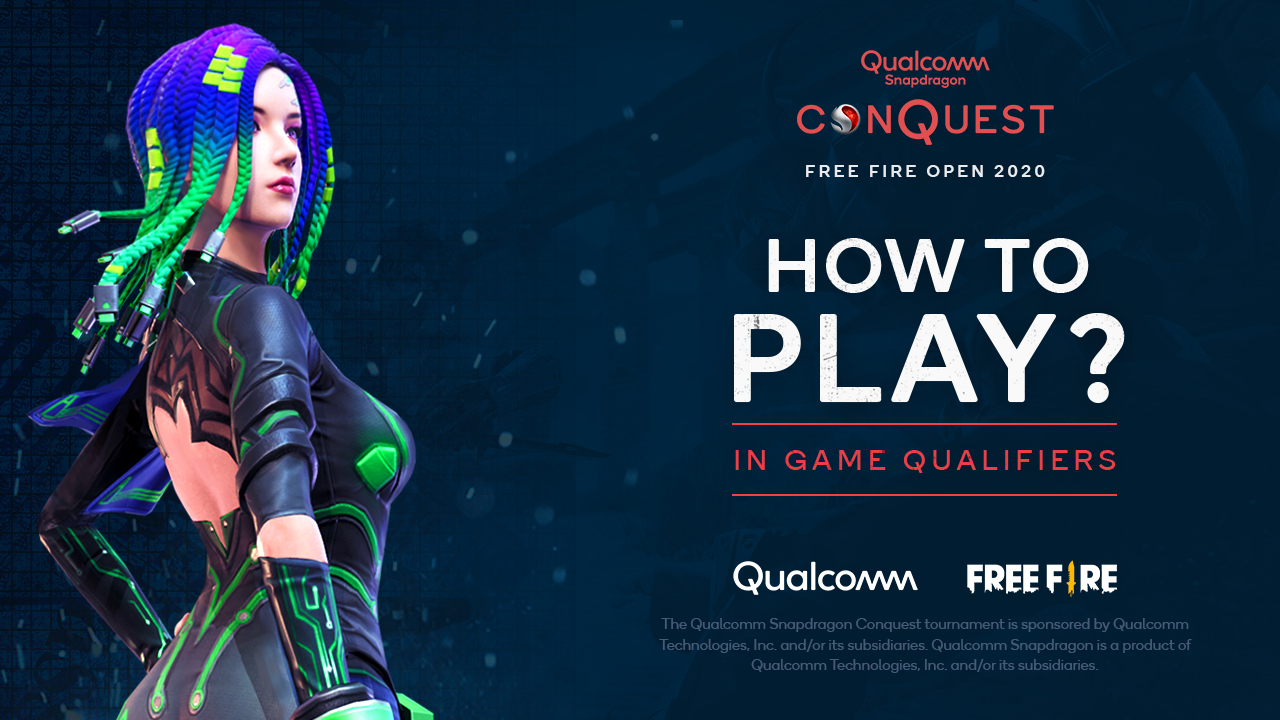 Qualcomm
Snapdragon
CONQUEST
FREE FIRE OPEN 2020
HOW TO
PLAY?
IN GAME QUALIFIERS
Qualcomm FREE FIRE
The Qualcomm Snapdragon Conquest tournament is sponsored by Qualcomm
Technologies, Inc. and/or its subsidiaries. Qualcomm Snapdragon is a product of
Qualcomm Technologies, Inc. and/or its subsidiaries.